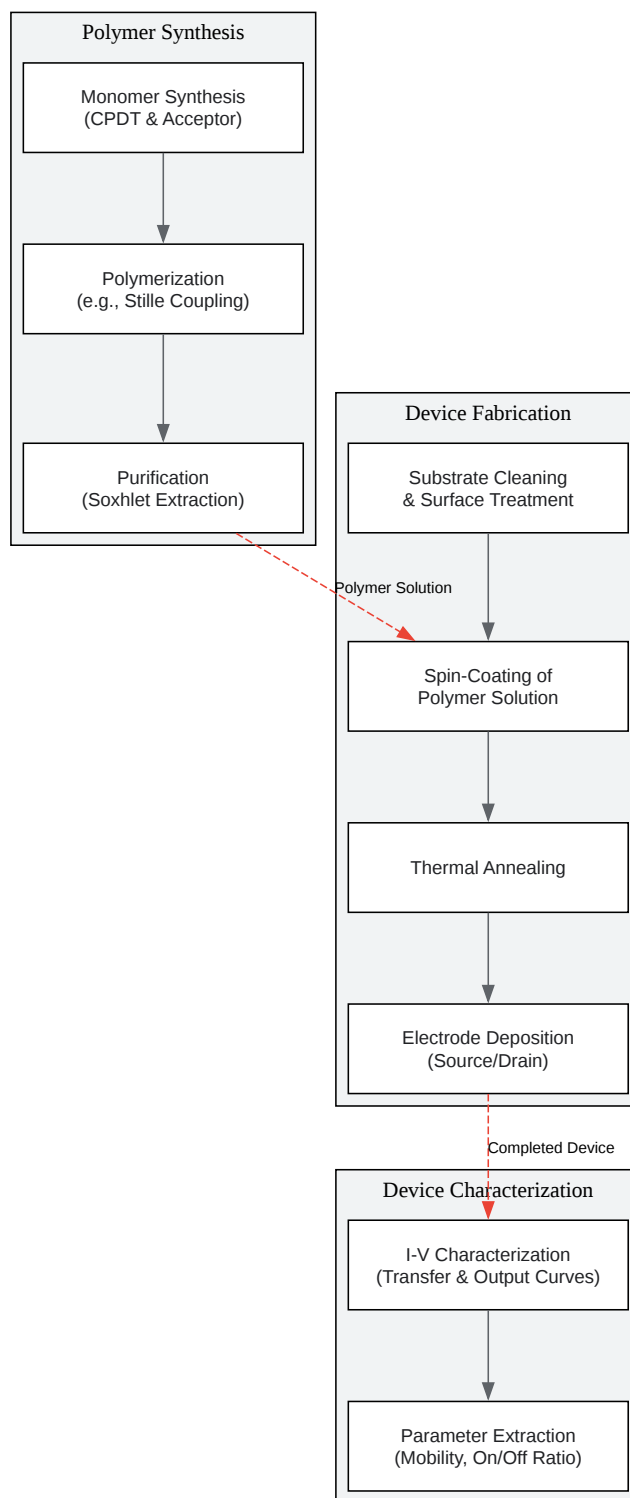 Polymer Synthesis
Monomer Synthesis
(CPDT & Acceptor)
Polymerization
(e.g., Stille Coupling)
Purification
(Soxhlet Extraction)
Device Fabrication
Substrate Cleaning
& Surface Treatment
Polymer Solution
Spin-Coating of
Polymer Solution
Thermal Annealing
Electrode Deposition
(Source/Drain)
Completed Device
Device Characterization
I-V Characterization
(Transfer & Output Curves)
Parameter Extraction
(Mobility, On/Off Ratio)